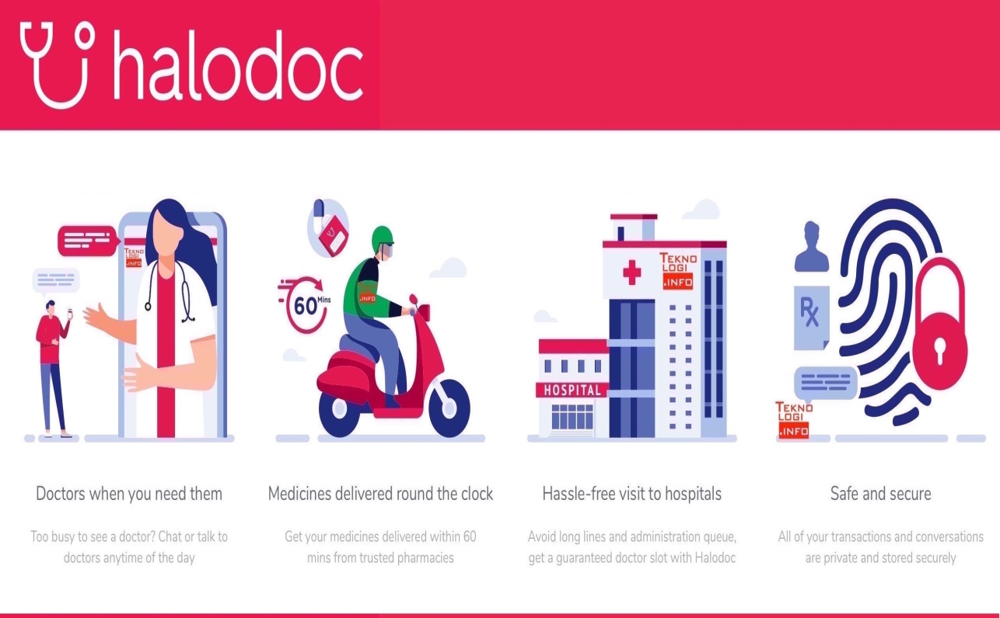 halodoc
TEKNO
LOGI
.INFO
60 Mins
.INFO
HOSPITAL
TEKNO
LOGI
.INFO
Rx
TEKNO
LOGI
.INFO
Doctors when you need them
Too busy to see a doctor? Chat or talk to
doctors anytime of the day
Medicines delivered round the clock
Get your medicines delivered within 60
mins from trusted pharmacies
Hassle-free visit to hospitals
Avoid long lines and administration queue,
get a guaranteed doctor slot with Halodoc
Safe and secure
All of your transactions and conversations
are private and stored securely